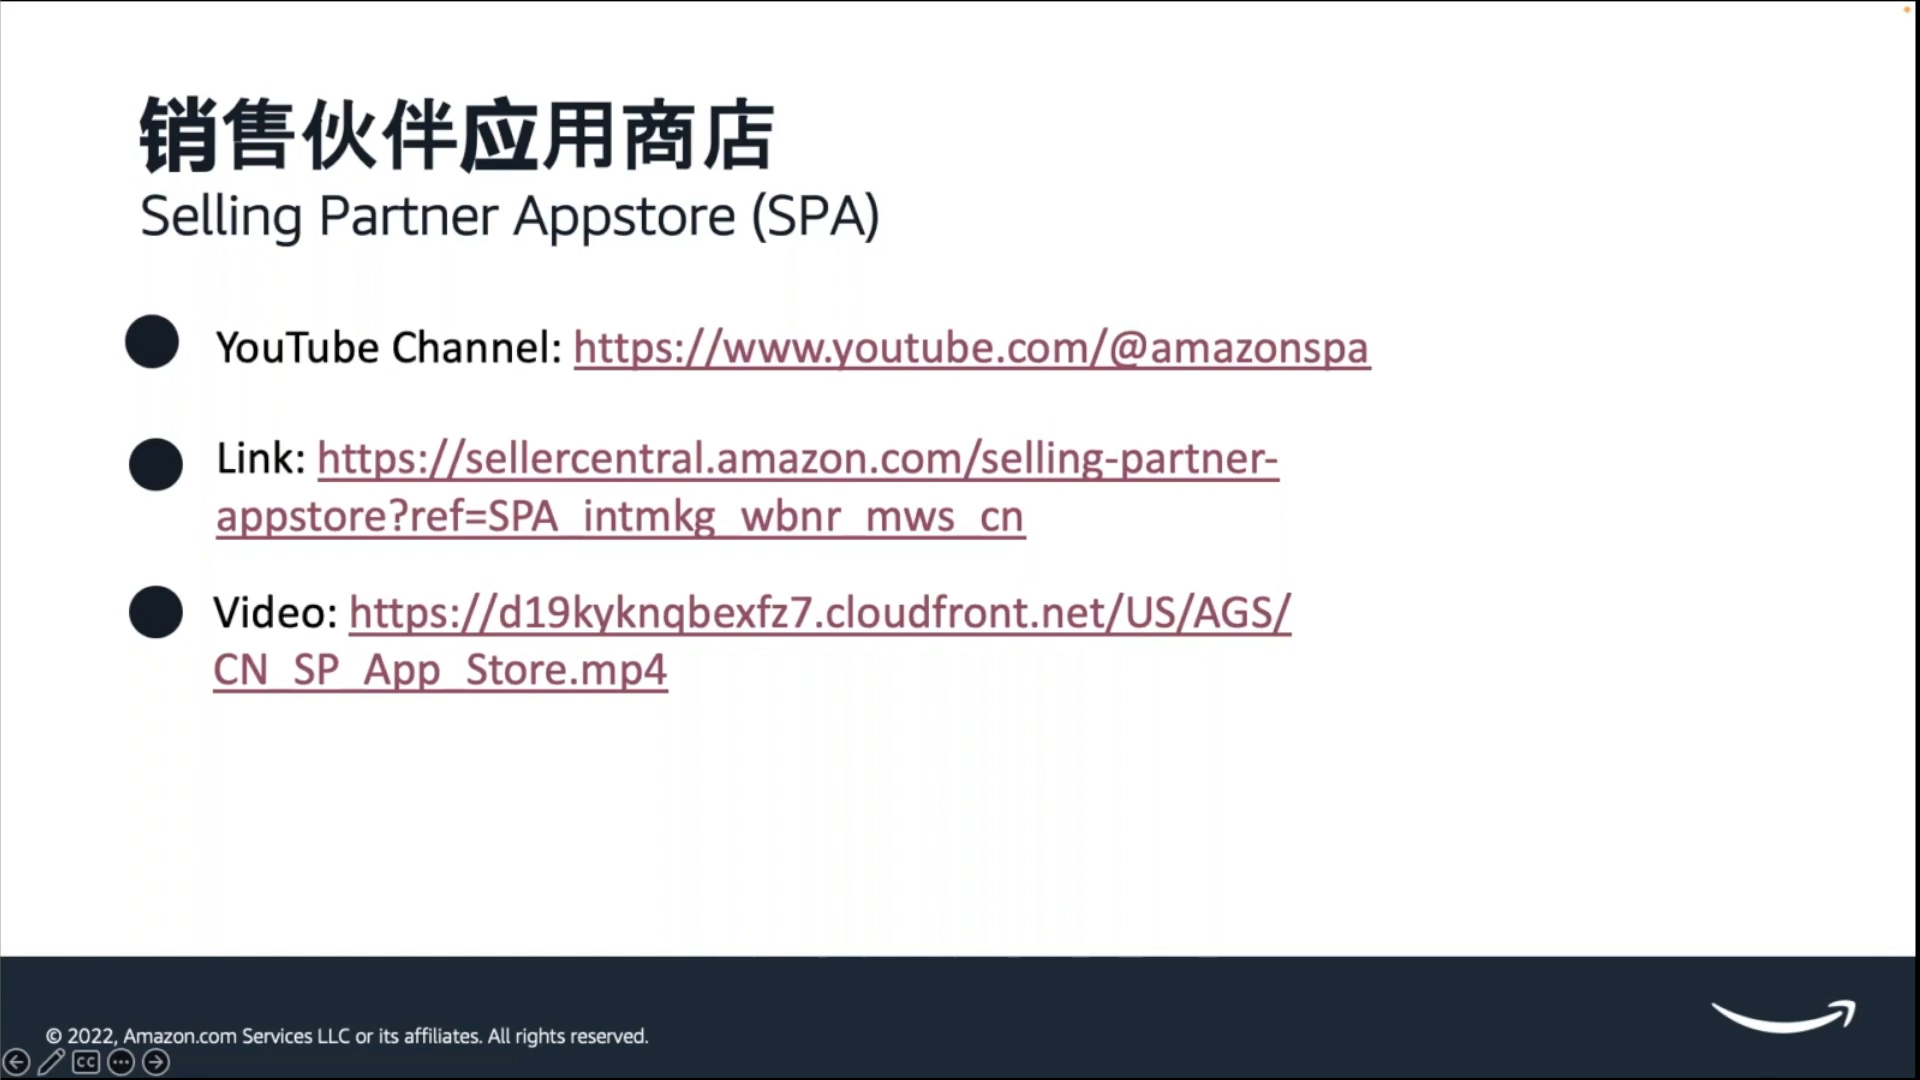 销售伙伴应用商店
Selling Partner Appstore (SPA)
YouTube Channel: https://www.youtube.com/@amazonspa
Link: https://sellercentral.amazon.com/selling-partner-
appstore?ref=SPA_intmkg_wbnr_mws_cn
Video: https://d19kyknqbexfz7.cloudfront.net/US/AGS/
CN_SP_App_Store.mp4
© 2022, Amazon.com Services LLC or its affiliates. All rights reserved.
CC